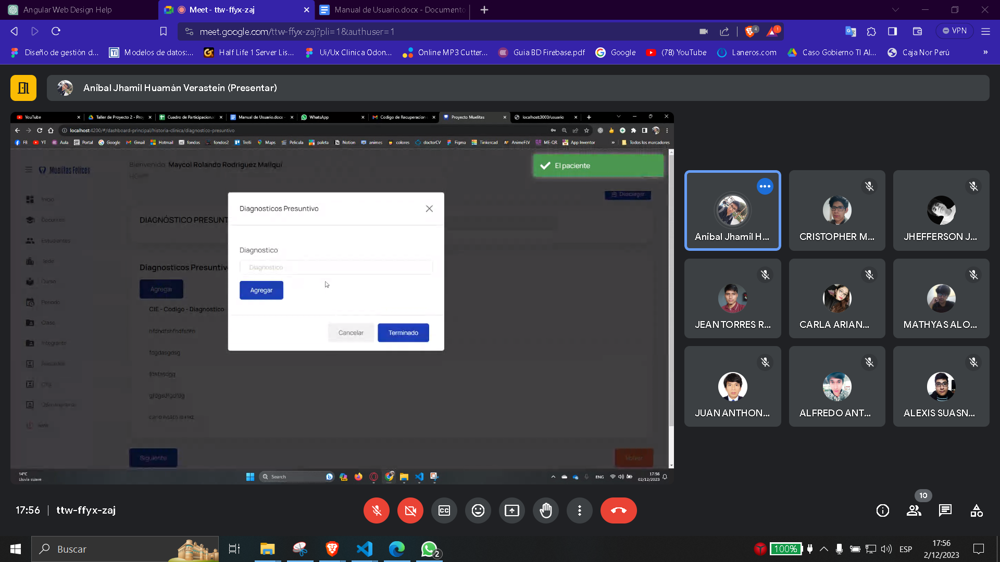 Angular Web Design Help
Meet - ttw-ffyx-zaj
Manual de Usuario.docx - Documento
meet.google.com/ttw-ffyx-zaj?pli=1&authuser=1
4
1
VPN
Diseño de gestión d...
Modelos de datos:...
Half Life 1 Server Lis...
Ui/Ux Clinica Odon...
Online MP3 Cutter...
Guia BD Firebase.pdf
Google
(78) YouTube
Laneros.com
Caso Gobierno TI Al...
Caja Nor Perú
»
Anibal Jhamil Huamán Verastein (Presentar)
YouTube
Taller de Proyecto 2 - Pro
Cuadro de Participacion.x
Manual de Usuario.docx -
WhatsApp
Codigo de Recuperacion
Proyecto Muelitas
localhost:3000/usuario
localhost:4200/#/dashboard-principal/historia-clinica/diagnostico-presuntivo
FB
YT
Aula
Portal
Google
Gmail
Hotmail
fondos
fondos2
Trelli
Maps
Pelicula
paleta
Notion
animes
colores
doctorCV
Figma
Tinkercad
AnimeFLV
ME-QR
App Inventor
»
Todos los marcadores
Muelitas Felices
Bienvenido Maycol Rolando Rodriguez Mallqui
El paciente
Descargar
Inicio
Docentes
Estudiantes
Sede
Curso
Periodo
Clase
Integrante
Asignados
Cita
Odontogramas
Salir
DIAGNÓSTICO PRESUNT
Diagnosticos Presuntiv
Agregar
CIE - Codigo - Diagnostico
fdgdasgdsg
Siguiente
Volver
Diagnosticos Presuntivo
Diagnostico
Diagnostico
Agregar
Cancelar
Terminado
14°C
Lluvia suave
Search
ENG
17:56
02/12/2023
Anibal Jhamil H...
CRISTOPHER M...
JHEFFERSON J...
JEAN TORRES R...
CARLA ARIAN...
MATHYAS ALO...
JUAN ANTHON...
ALFREDO ANT...
ALEXIS SUASN...
17:56
ttw-ffyx-zaj
10
Buscar
2
100%
ESP
17:56
2/12/2023